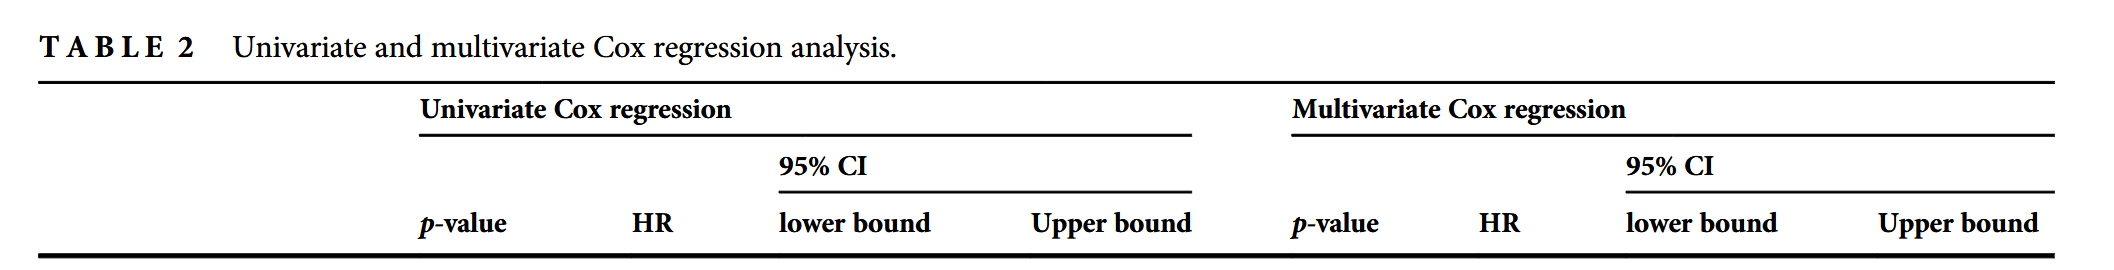 TABLE 2 Univariate and multivariate Cox regression analysis.
Univariate Cox regression Multivariate Cox regression
95% CI 95% CI
p-value HR lower bound Upper bound p-value HR lower bound Upper bound